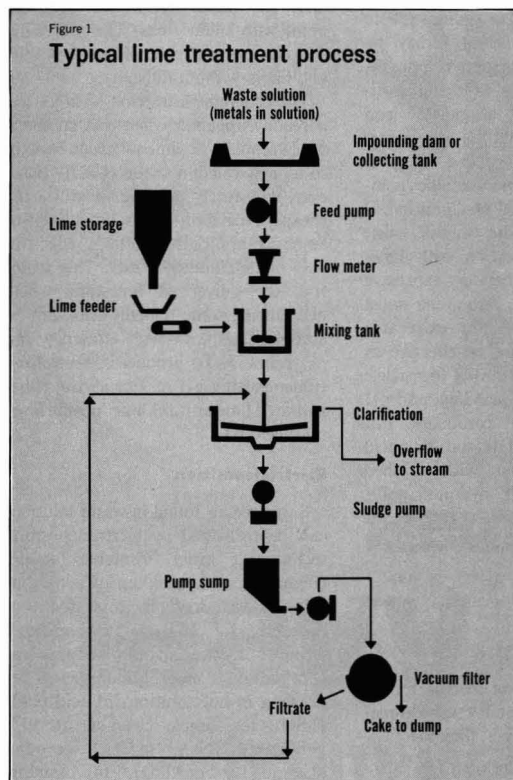 Figure 1
Typical lime treatment process
Waste solution
(metals in solution)
Impounding dam or
collecting tank
Feed pump
Lime storage
Flow meter
Lime feeder
Mixing tank
Clarification
Overflow
to stream
Sludge pump
Pump sump
Vacuum filter
Filtrate
Cake to dump